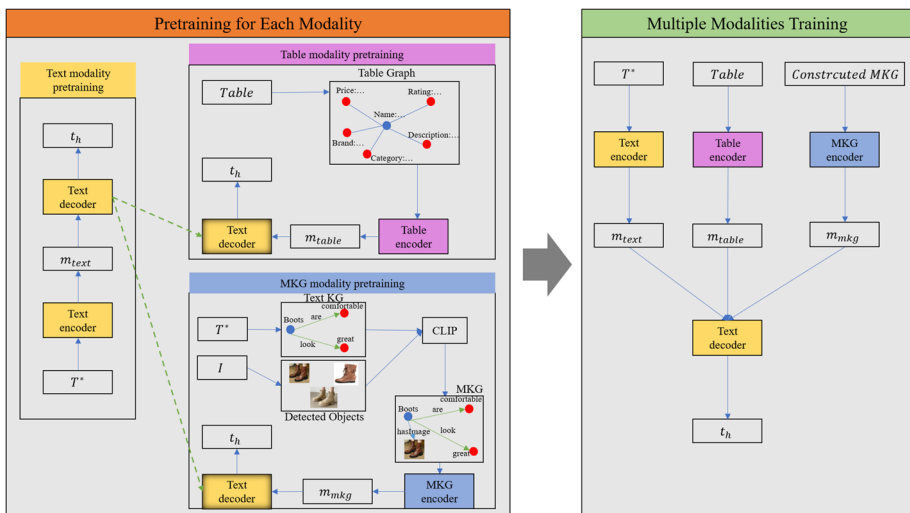 Pretraining for Each Modality
Text modality
pretraining
t_h
Text
decoder
m_text
Text
encoder
T*
Table modality pretraining
Table Graph
Table
Price:...
Rating:...
Name:...
Brand:...
Description:...
Category:...
t_h
Text
decoder
m_table
Table
encoder
MKG modality pretraining
Text KG
T*
Boots
are
comfortable
look
great
CLIP
I
Detected Objects
MKG
comfortable
Boots
are
hasImage
look
great
t_h
Text
decoder
m_mkg
MKG
encoder
Multiple Modalities Training
T*
Table
Constrcuted MKG
Text
encoder
Table
encoder
MKG
encoder
m_text
m_table
m_mkg
Text
decoder
t_h